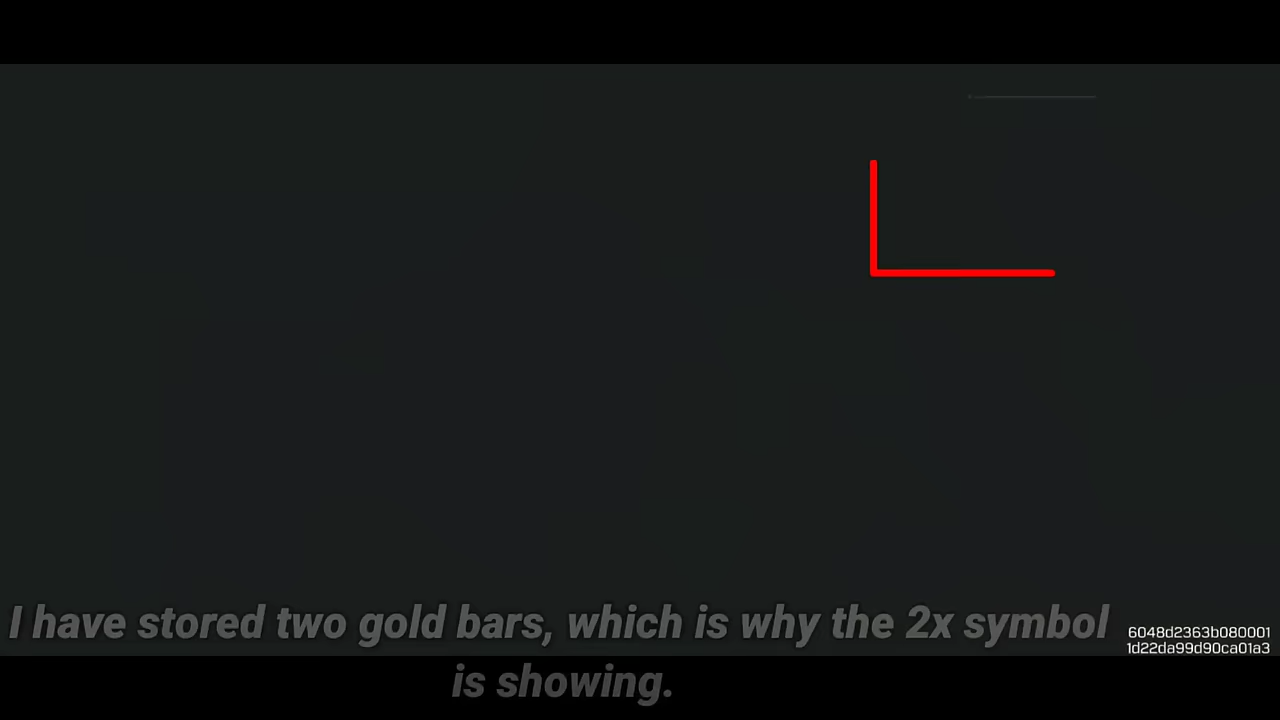 I have stored two gold bars, which is why the 2x symbol
is showing.
6048d2363b080001
1d22da99d90ca01a3